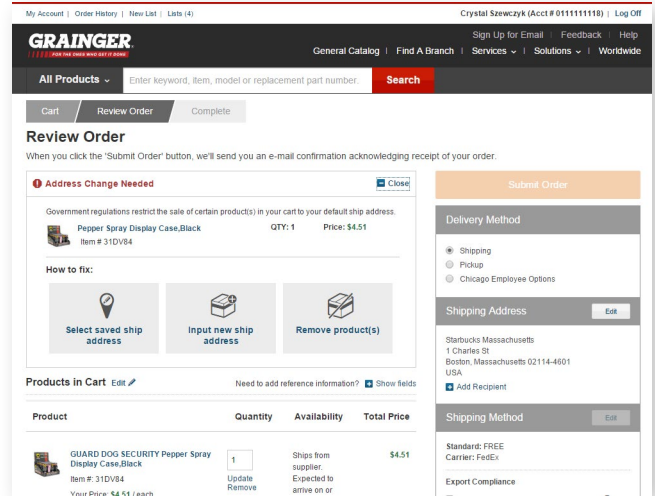 My Account | Order History | New List | Lists (4)
Crystal Szewczyk (Acct # 0111111118) | Log Off
GRAINGER
FOR THE ONES WHO GET IT DONE
Sign Up for Email | Feedback | Help
General Catalog | Find A Branch | Services | Solutions | Worldwide
All Products
Enter keyword, item, model or replacement part number.
Search
Cart
Review Order
Complete
Review Order
When you click the 'Submit Order' button, we'll send you an e-mail confirmation acknowledging receipt of your order.
Address Change Needed
Close
Government regulations restrict the sale of certain product(s) in your cart to your default ship address.
Pepper Spray Display Case,Black
QTY: 1
Price: $4.51
Item # 31DV84
How to fix:
Select saved ship
address
Input new ship
address
Remove product(s)
Products in Cart Edit
Need to add reference information? Show fields
Product
Quantity
Availability
Total Price
GUARD DOG SECURITY Pepper Spray
Display Case,Black
Item #: 31DV84
Your Price: $4.51 / each
1
Update
Remove
Ships from
supplier.
Expected to
arrive on or
$4.51
Submit Order
Delivery Method
Shipping
Pickup
Chicago Employee Options
Shipping Address
Edit
Starbucks Massachusetts
1 Charles St
Boston, Massachusetts 02114-4601
USA
Add Recipient
Shipping Method
Edit
Standard: FREE
Carrier: FedEx
Export Compliance